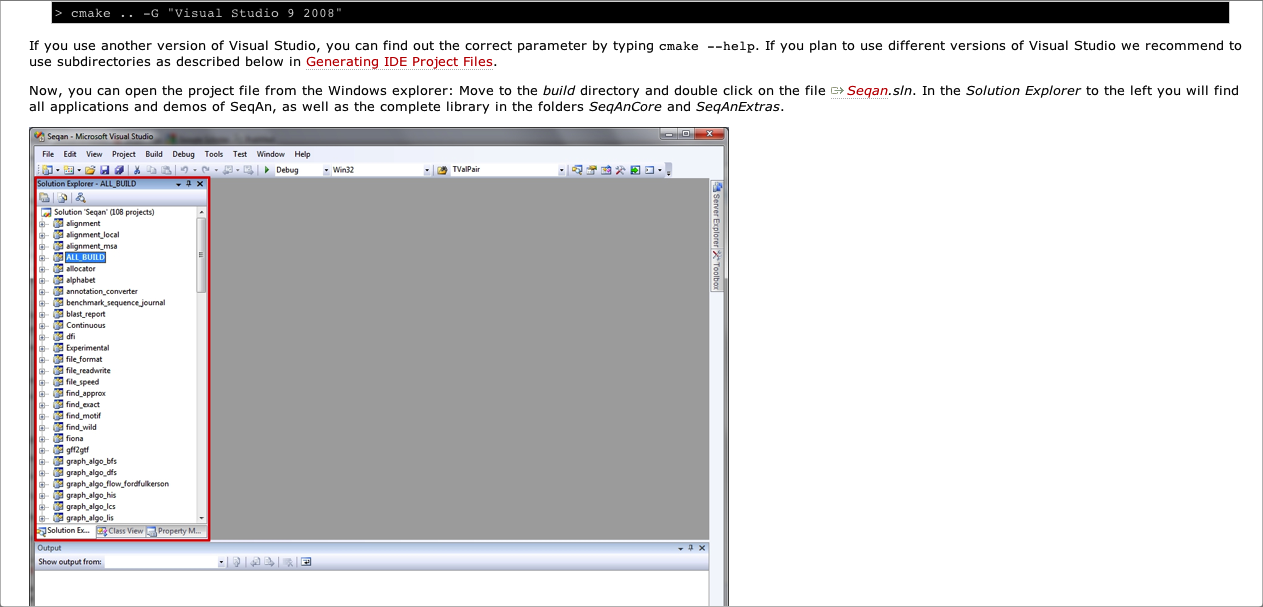 > cmake .. -G "Visual Studio 9 2008"
If you use another version of Visual Studio, you can find out the correct parameter by typing cmake --help. If you plan to use different versions of Visual Studio we recommend to
use subdirectories as described below in Generating IDE Project Files.
Now, you can open the project file from the Windows explorer: Move to the build directory and double click on the file Seqan.sln. In the Solution Explorer to the left you will find
all applications and demos of SeqAn, as well as the complete library in the folders SeqAnCore and SeqAnExtras.
Seqan - Microsoft Visual Studio
File Edit View Project Build Debug Tools Test Window Help
Debug Win32 TValPair
Solution Explorer - ALL_BUILD
Solution 'Seqan' (108 projects)
alignment
alignment_local
alignment_msa
ALL_BUILD
allocator
alphabet
annotation_converter
benchmark_sequence_journal
blast_report
Continuous
dfi
Experimental
file_format
file_readwrite
file_speed
find_approx
find_exact
find_motif
find_wild
fiona
gff2gtf
graph_algo_bfs
graph_algo_dfs
graph_algo_flow_fordfulkerson
graph_algo_his
graph_algo_lcs
graph_algo_lis
Solution Ex... Class View Property M...
Server Explorer
Toolbox
Output
Show output from: